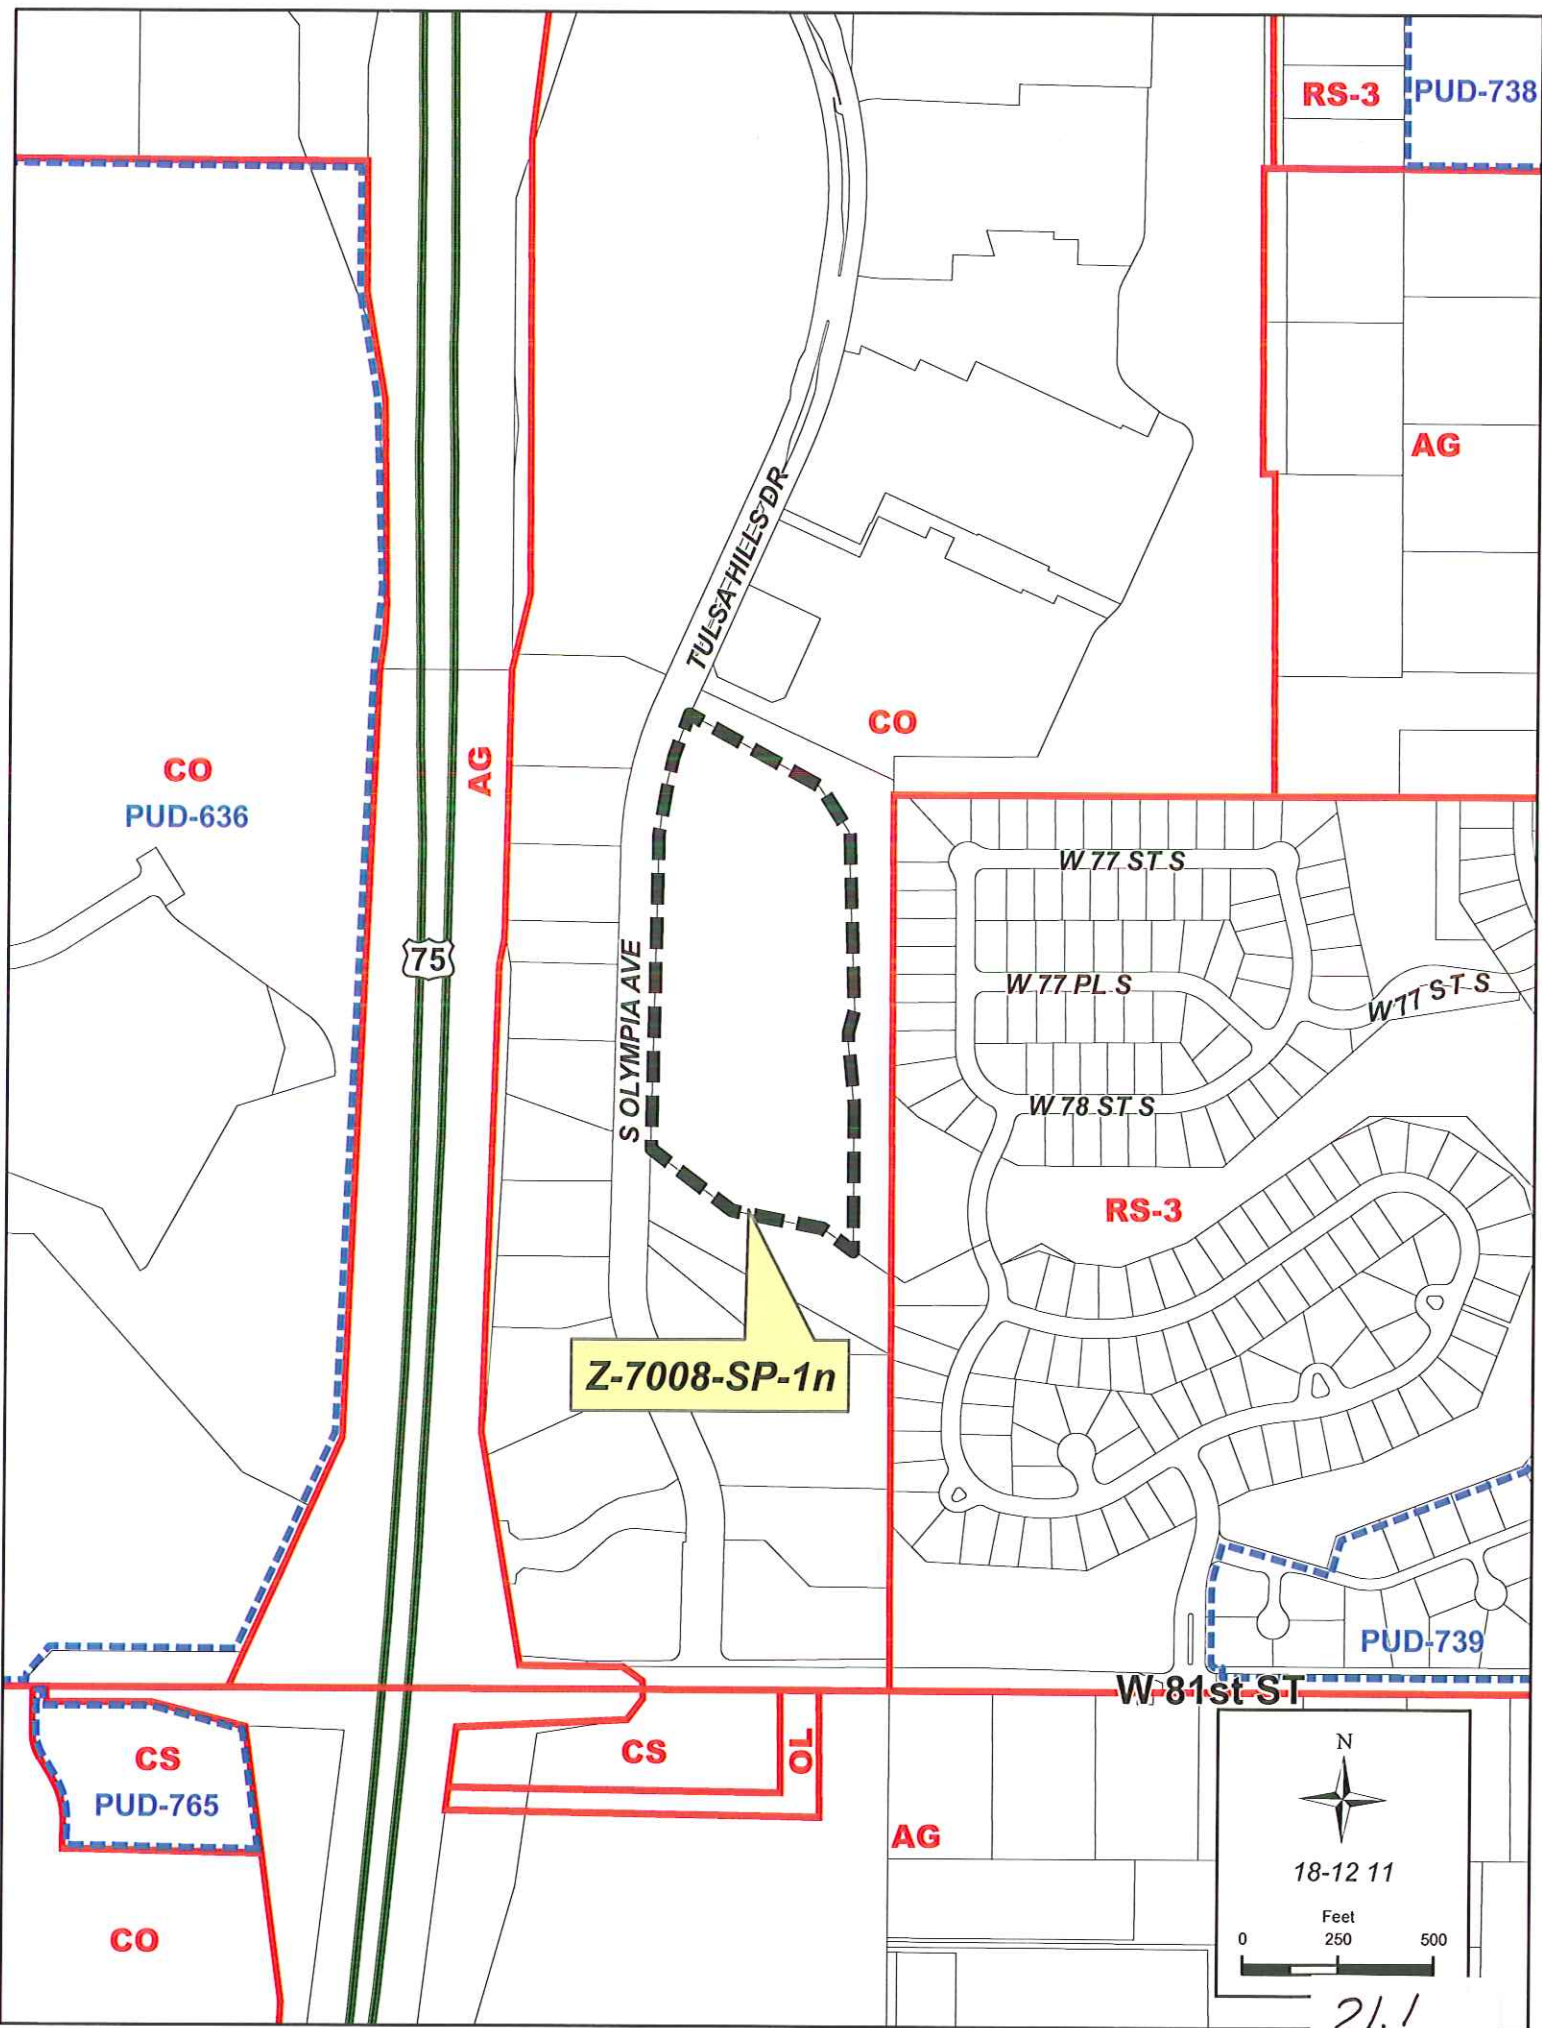 RS-3
PUD-738
AG
TULSA HILLS DR
CO
AG
CO
PUD-636
W 77 ST S
75
S OLYMPIA AVE
W 77 PL S
W 77 ST S
W 78 ST S
RS-3
Z-7008-SP-1n
PUD-739
W 81st ST
CS
PUD-765
CS
OL
AG
CO
N
18-12 11
Feet
0 250 500
21.1